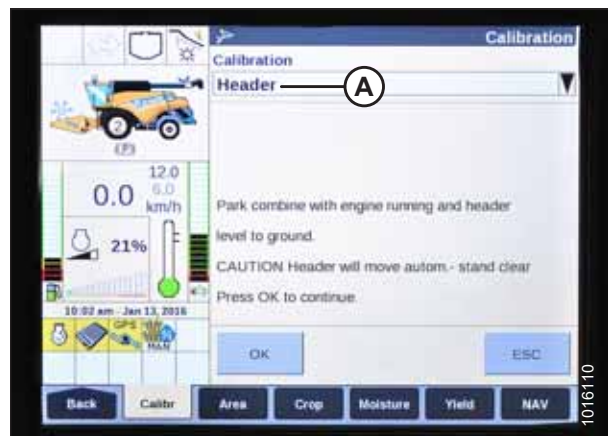 Calibration
Calibration
Header
A
2
(P)
12.0
6.0
0.0
km/h
21%
10:02 am Jan 13, 2016
GPS
MAN
Park combine with engine running and header
level to ground.
CAUTION Header will move autom.- stand clear
Press OK to continue
OK
ESC
Back
Calibr
Area
Crop
Moisture
Yield
NAV
1016110